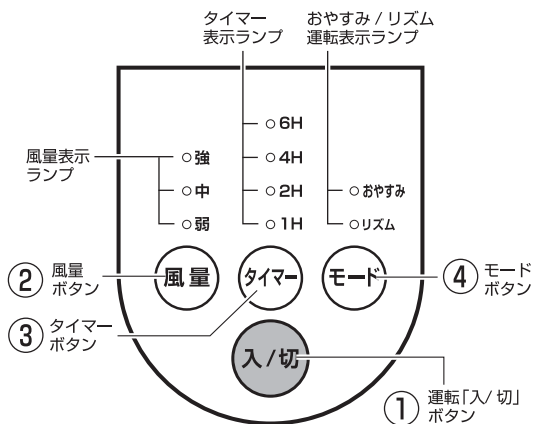 タイマー
表示ランプ
おやすみ / リズム
運転表示ランプ
風量表示
ランプ
強
中
弱
6H
4H
2H
1H
おやすみ
リズム
② 風量
ボタン
風量
タイマー
モード
④ モード
ボタン
③ タイマー
ボタン
入/切
① 運転「入/切」
ボタン